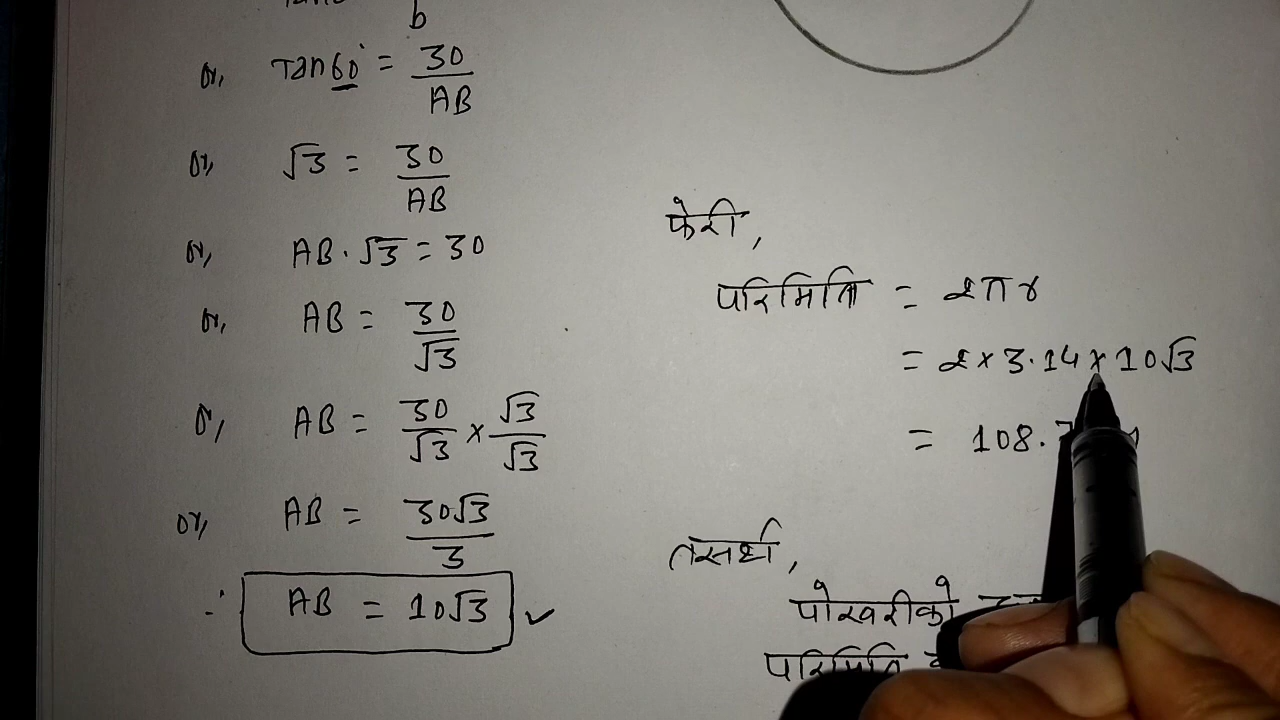 b
or, Tan60° = 30/AB
or, √3 = 30/AB
or, AB · √3 = 30
or, AB = 30/√3
or, AB = 30/√3 × √3/√3
or, AB = 30√3/3
∴ AB = 10√3 ✓
फेरी,
परिमिति = 2πr
= 2 × 3.14 × 10√3
= 108.
तसर्थ,
पोखरीको
परिमिति